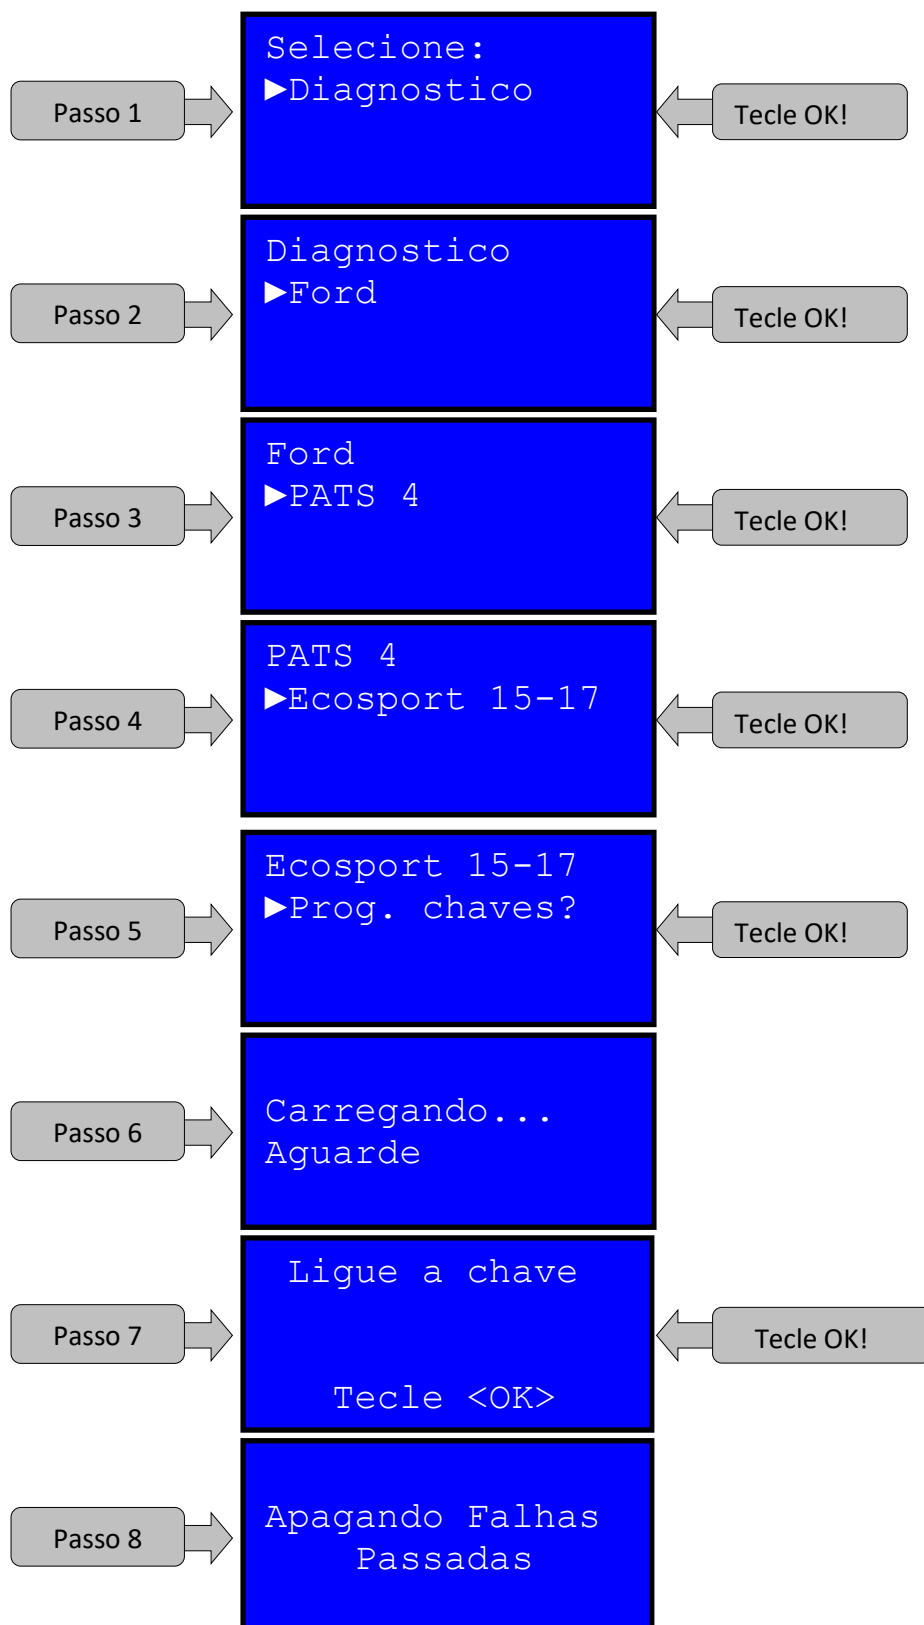 Passo 1
Selecione:
►Diagnostico
Tecle OK!
Passo 2
Diagnostico
►Ford
Tecle OK!
Passo 3
Ford
►PATS 4
Tecle OK!
Passo 4
PATS 4
►Ecosport 15-17
Tecle OK!
Passo 5
Ecosport 15-17
►Prog. chaves?
Tecle OK!
Passo 6
Carregando...
Aguarde
Passo 7
Ligue a chave
Tecle <OK>
Tecle OK!
Passo 8
Apagando Falhas
Passadas